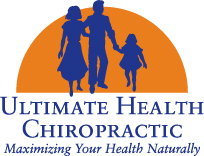 Ultimate Health
Chiropractic
Maximizing Your Health Naturally